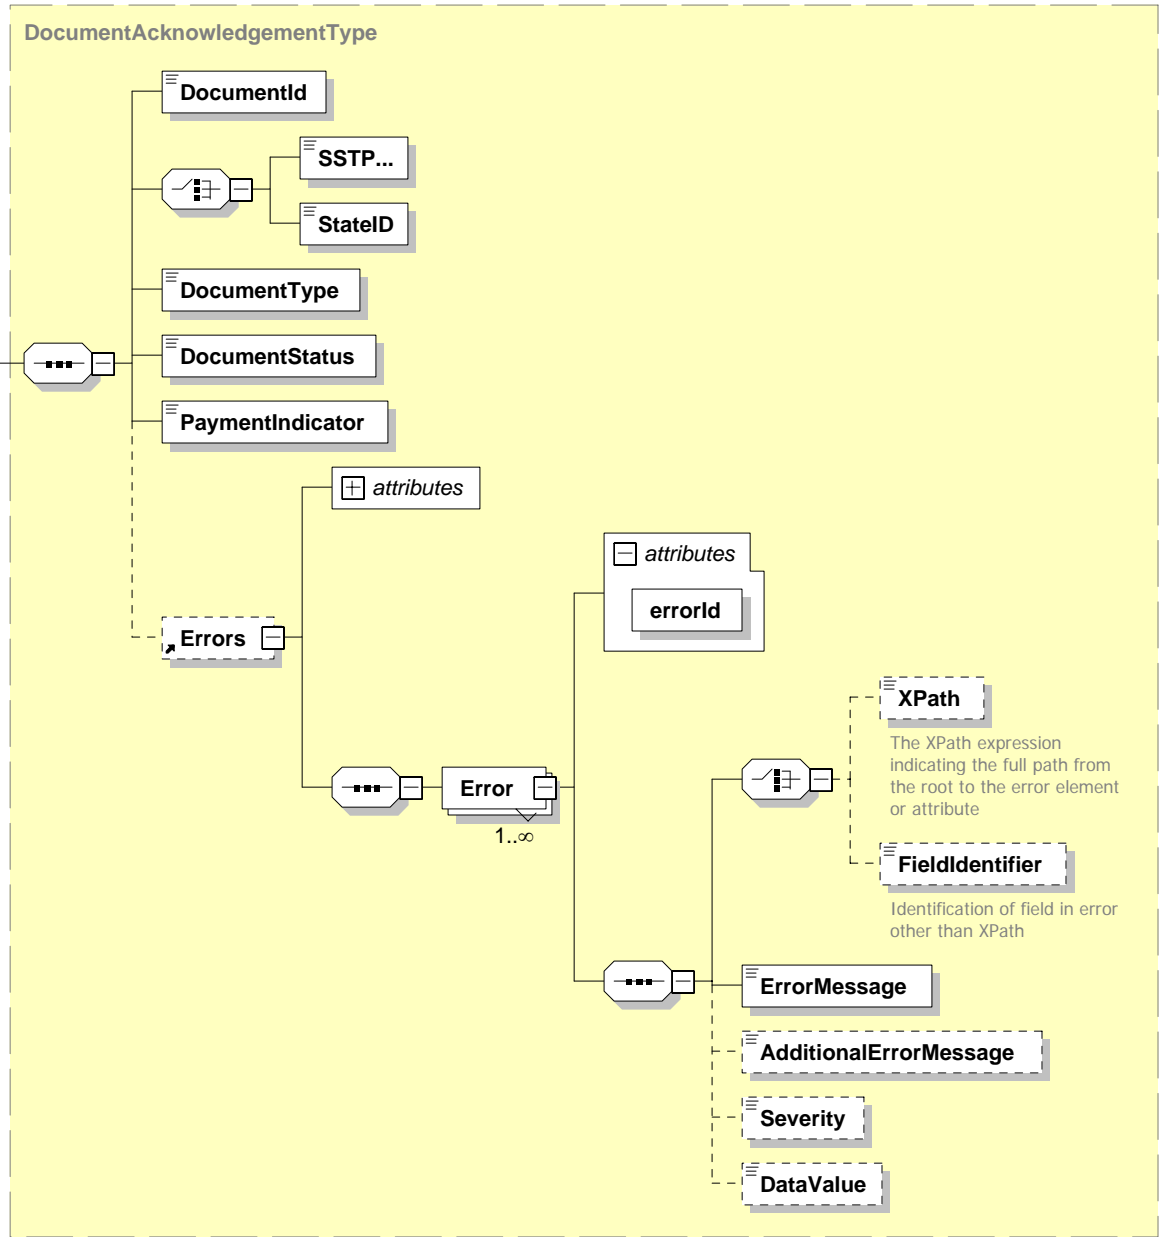 DocumentAcknowledgementType
DocumentId
SSTP...
StateID
DocumentType
DocumentStatus
PaymentIndicator
attributes
attributes
errorId
Errors
XPath
The XPath expression
indicating the full path from
the root to the error element
or attribute
Error
1..∞
FieldIdentifier
Identification of field in error
other than XPath
ErrorMessage
AdditionalErrorMessage
Severity
DataValue